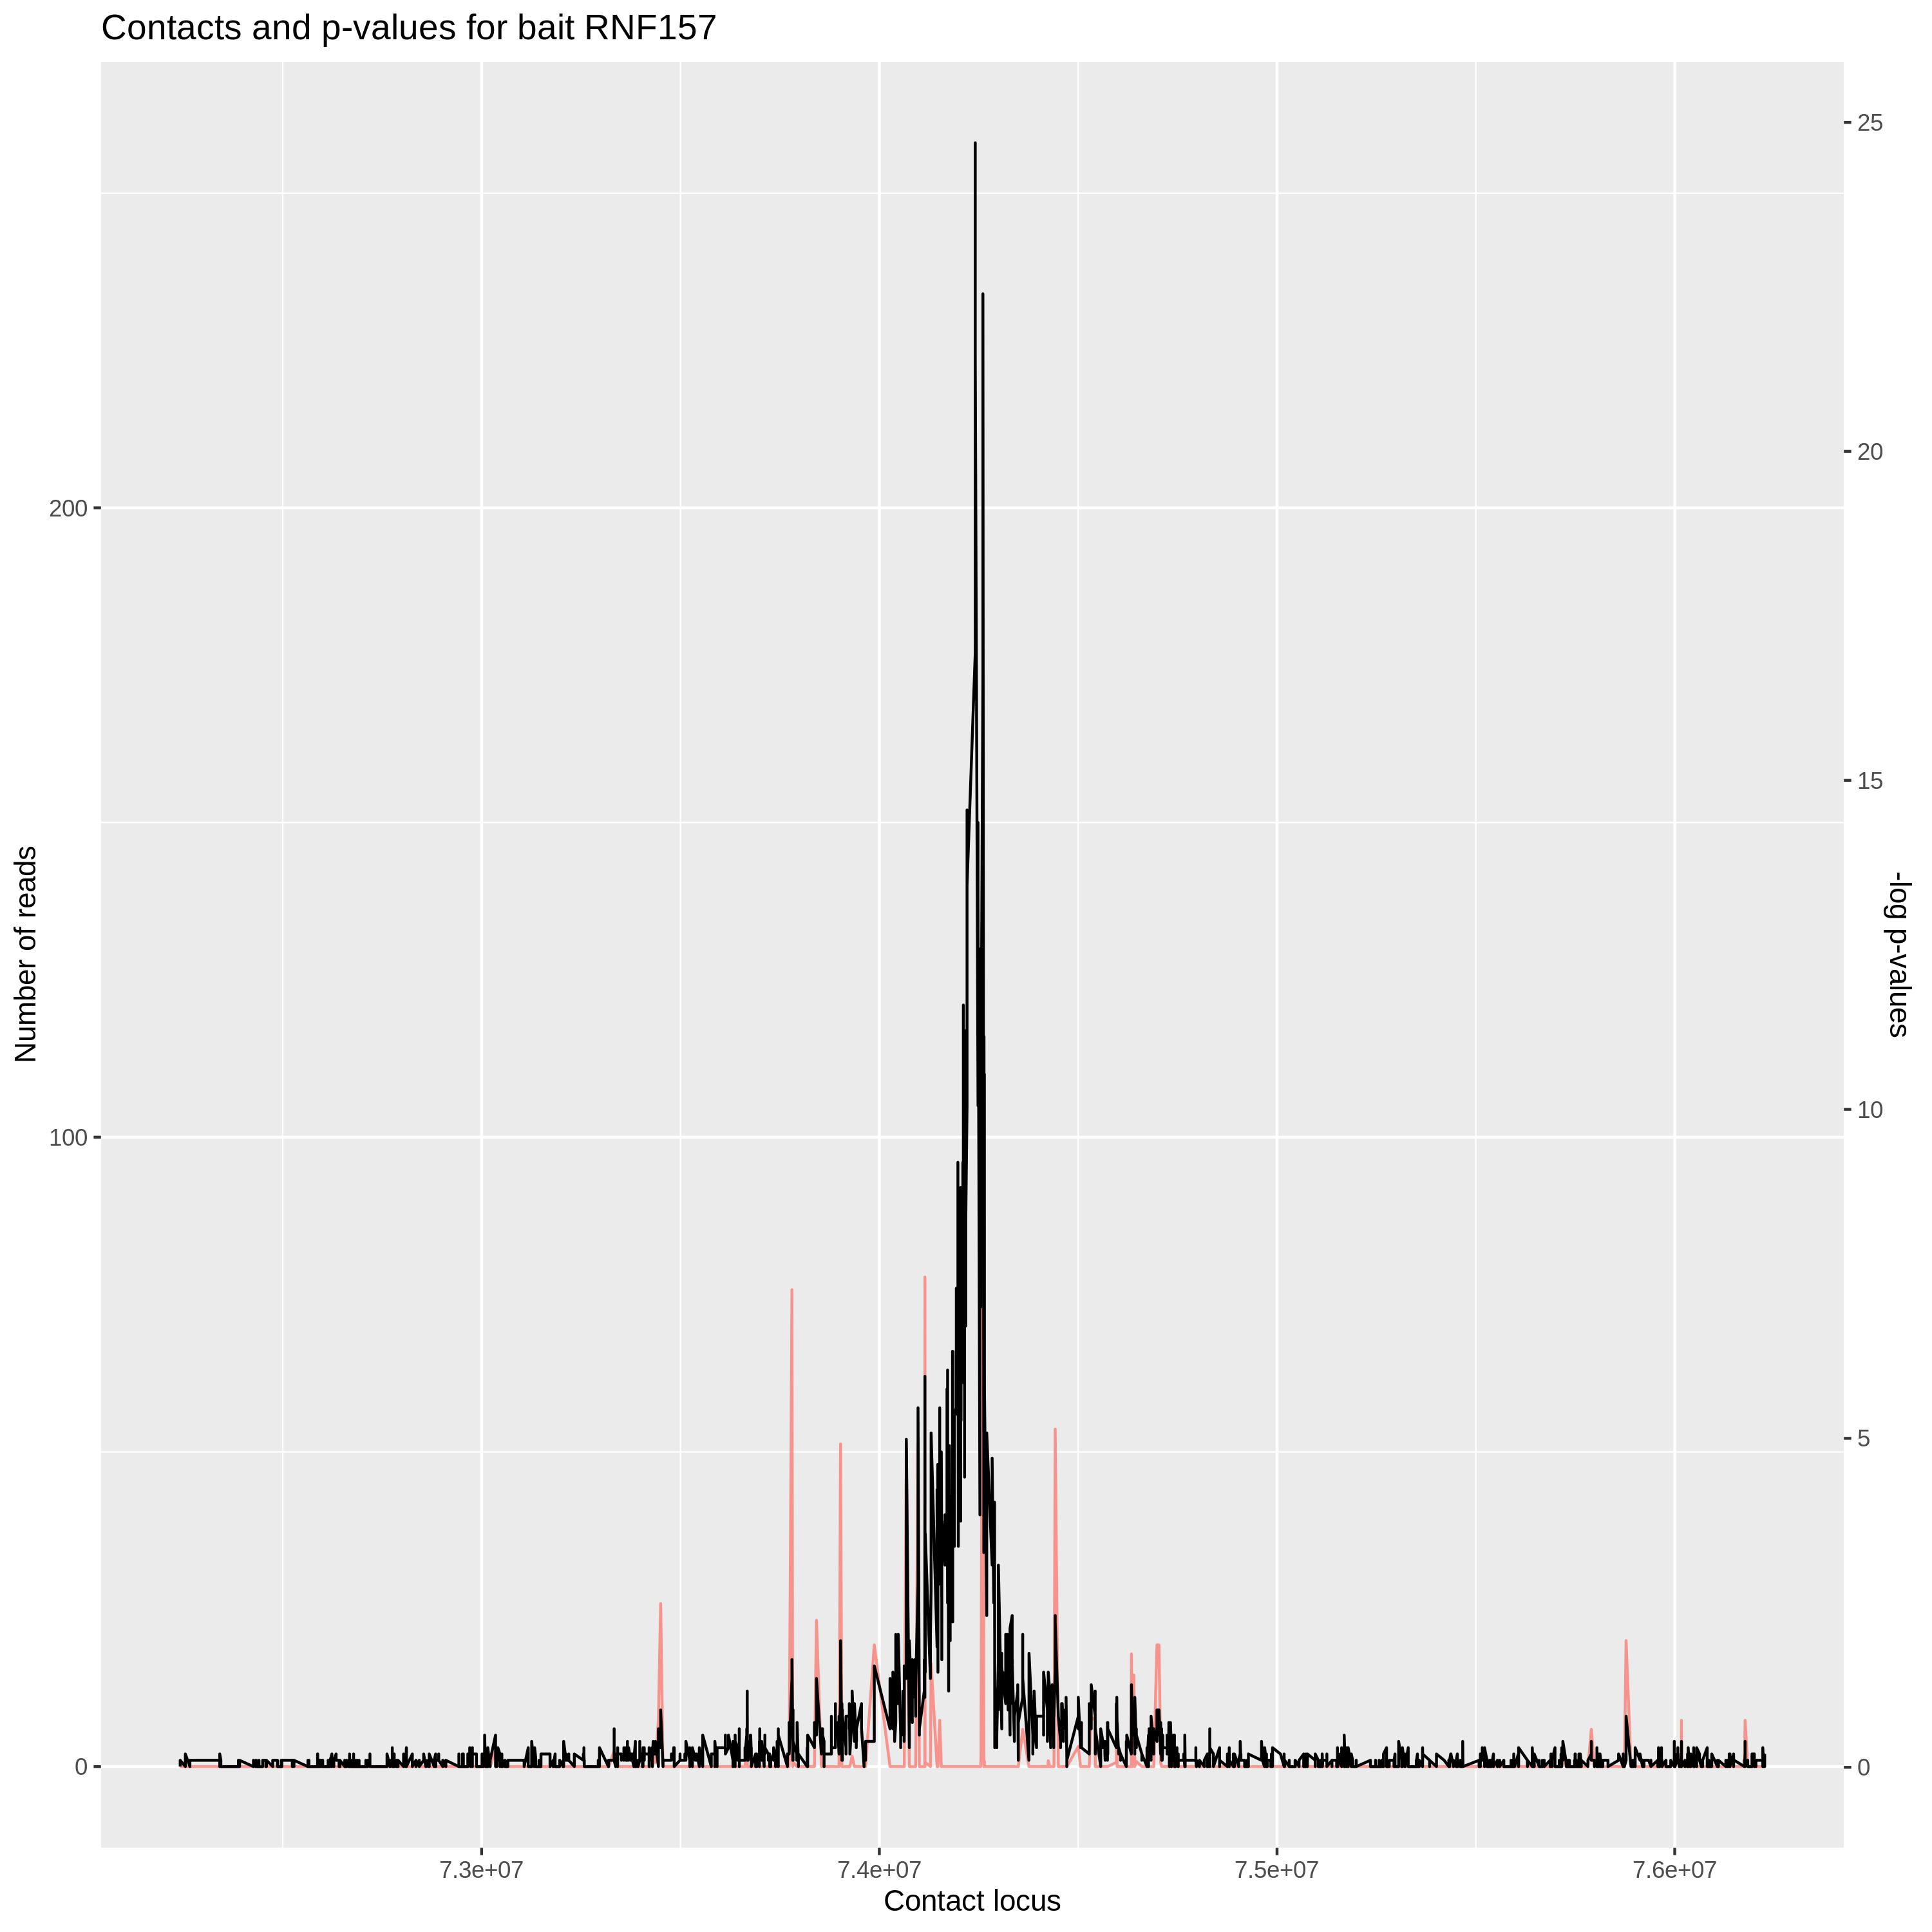 Contacts and p-values for bait RNF157
25
20
200
15
Number of reads
-log p-values
10
100
5
0
0
7.3e+07
7.4e+07
7.5e+07
7.6e+07
Contact locus